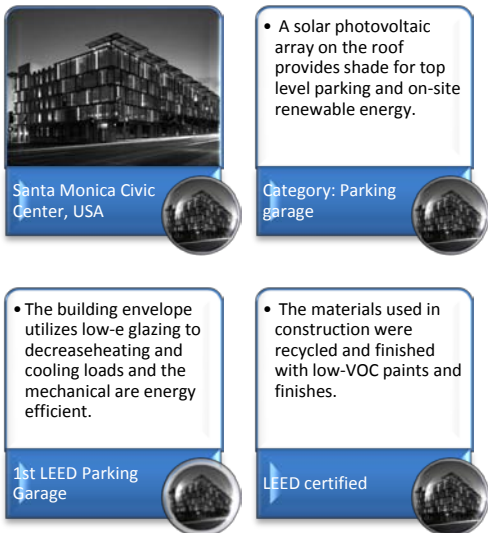 Santa Monica Civic
Center, USA
• A solar photovoltaic
array on the roof
provides shade for top
level parking and on-site
renewable energy.
Category: Parking
garage
• The building envelope
utilizes low-e glazing to
decreaseheating and
cooling loads and the
mechanical are energy
efficient.
1st LEED Parking
Garage
• The materials used in
construction were
recycled and finished
with low-VOC paints and
finishes.
LEED certified